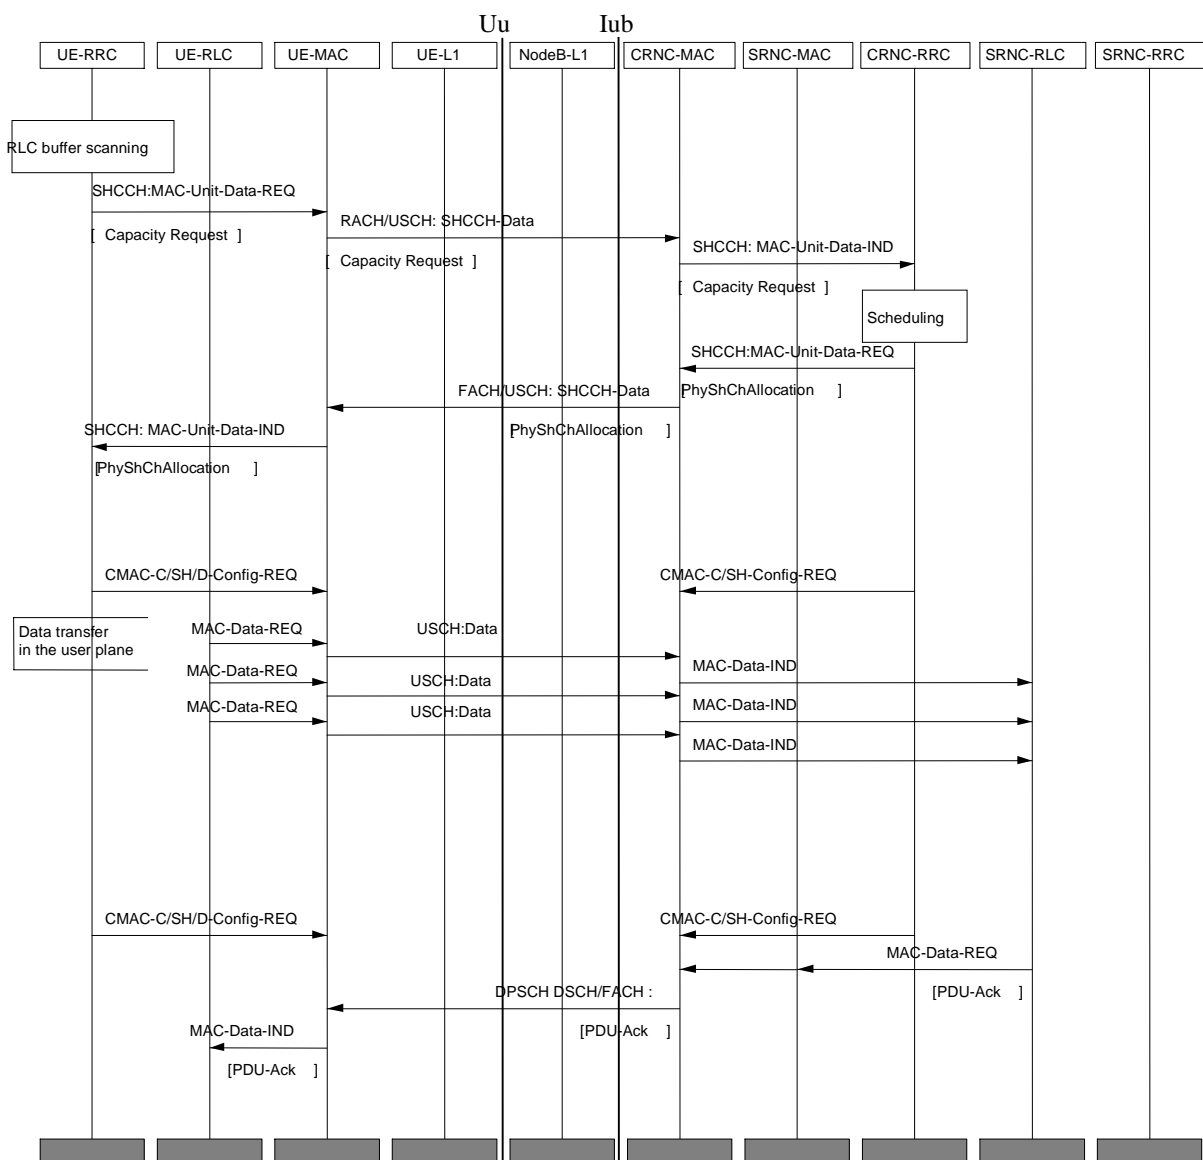 Uu Iub
UE-RRC UE-RLC UE-MAC UE-L1 NodeB-L1 CRNC-MAC SRNC-MAC CRNC-RRC SRNC-RLC SRNC-RRC
RLC buffer scanning
SHCCH:MAC-Unit-Data-REQ
[ Capacity Request ]
RACH/USCH: SHCCH-Data
[ Capacity Request ]
SHCCH: MAC-Unit-Data-IND
[ Capacity Request ]
Scheduling
SHCCH:MAC-Unit-Data-REQ
[PhyShChAllocation ]
FACH/USCH: SHCCH-Data
[PhyShChAllocation ]
SHCCH: MAC-Unit-Data-IND
[PhyShChAllocation ]
CMAC-C/SH/D-Config-REQ CMAC-C/SH-Config-REQ
Data transfer
in the user plane
MAC-Data-REQ USCH:Data
MAC-Data-IND
MAC-Data-REQ USCH:Data
MAC-Data-IND
MAC-Data-REQ USCH:Data
MAC-Data-IND
CMAC-C/SH/D-Config-REQ CMAC-C/SH-Config-REQ
MAC-Data-REQ
[PDU-Ack ]
DPSCH DSCH/FACH :
[PDU-Ack ]
MAC-Data-IND
[PDU-Ack ]